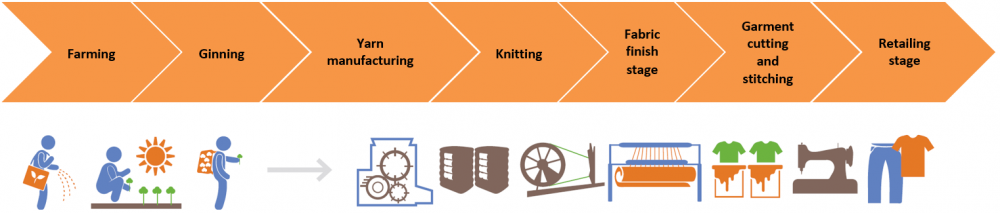 Farming
Ginning
Yarn
manufacturing
Knitting
Fabric
finish
stage
Garment
cutting
and
stitching
Retailing
stage